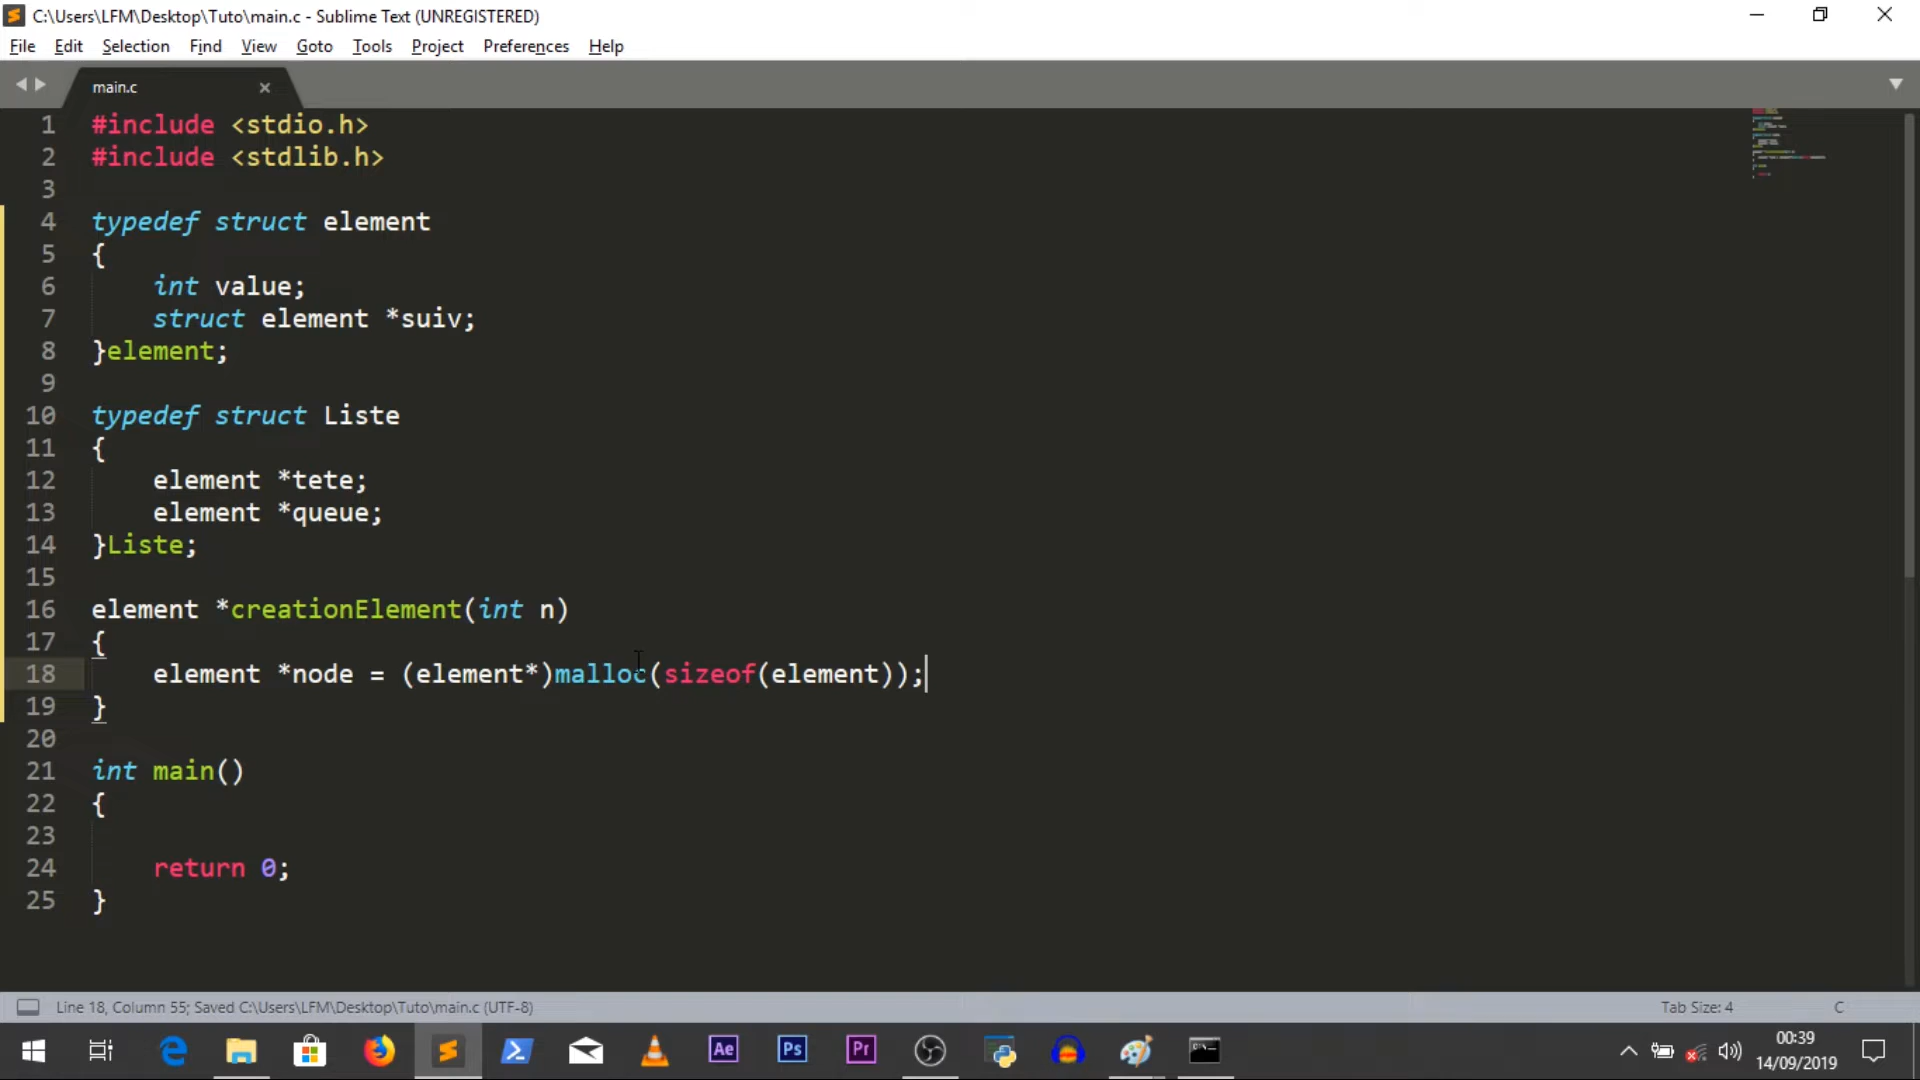 C:\Users\LFM\Desktop\Tuto\main.c - Sublime Text (UNREGISTERED)
File Edit Selection Find View Goto Tools Project Preferences Help
main.c
1 #include <stdio.h>
2 #include <stdlib.h>
3
4 typedef struct element
5 {
6 int value;
7 struct element *suiv;
8 }element;
9
10 typedef struct Liste
11 {
12 element *tete;
13 element *queue;
14 }Liste;
15
16 element *creationElement(int n)
17 {
18 element *node = (element*)malloc(sizeof(element));
19 }
20
21 int main()
22 {
23
24 return 0;
25 }
Line 18, Column 55; Saved C:\Users\LFM\Desktop\Tuto\main.c (UTF-8) Tab Size: 4 C
Ae Ps Pr
00:39
14/09/2019